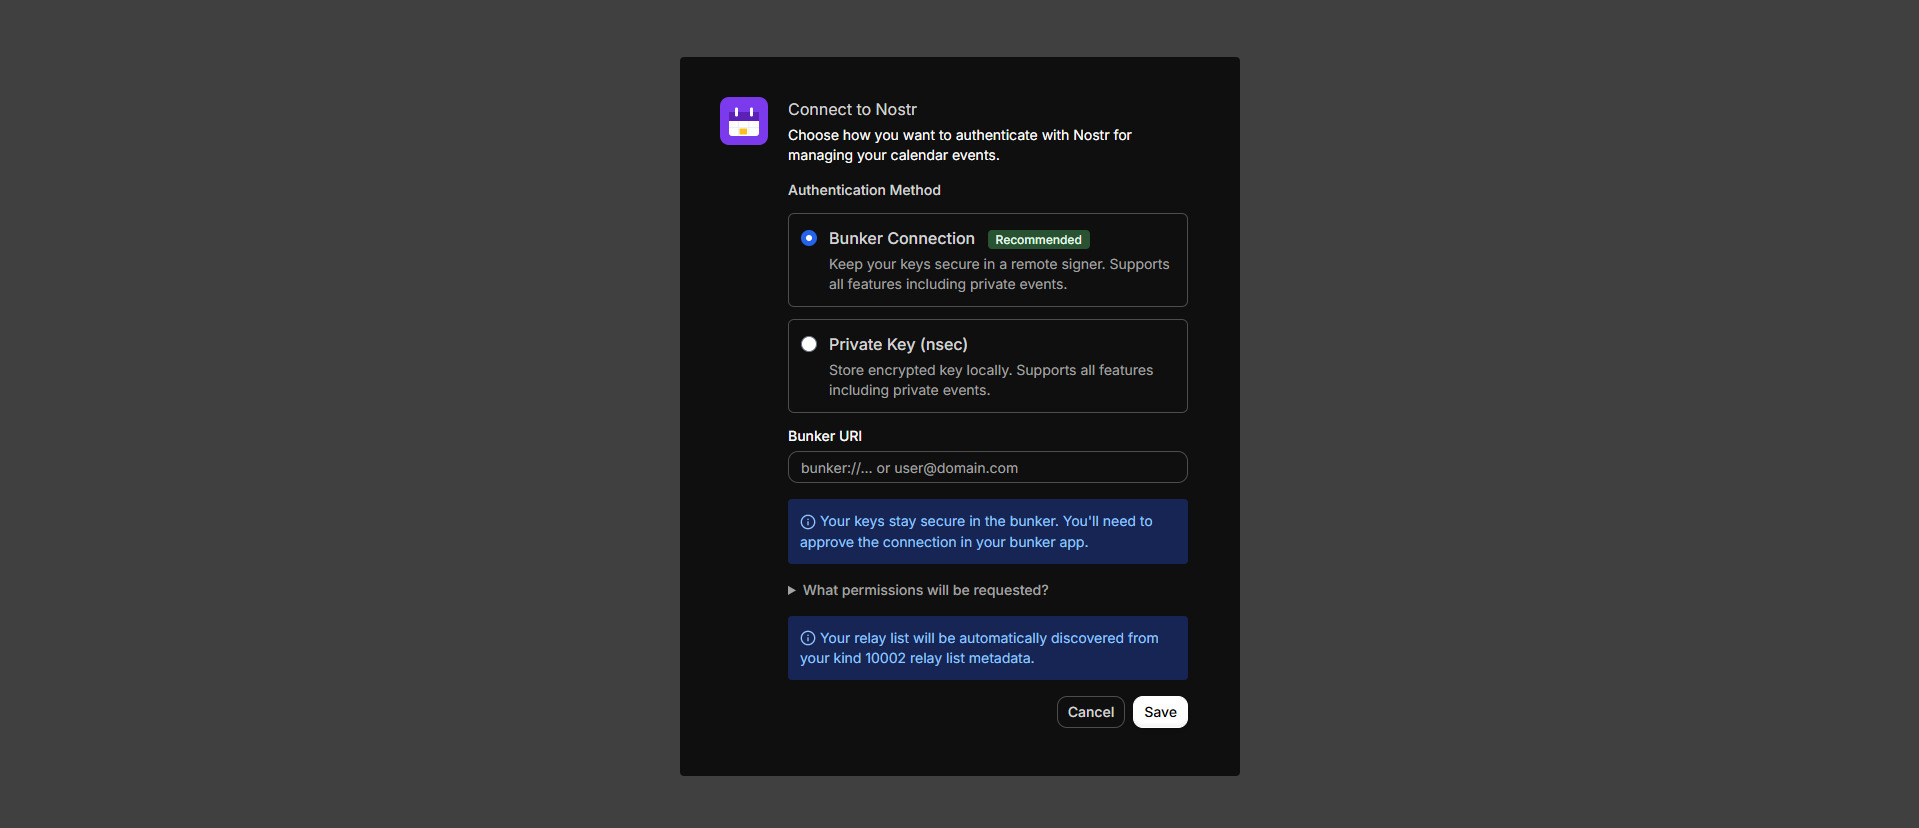 Connect to Nostr
Choose how you want to authenticate with Nostr for
managing your calendar events.
Authentication Method
Bunker Connection Recommended
Keep your keys secure in a remote signer. Supports
all features including private events.
Private Key (nsec)
Store encrypted key locally. Supports all features
including private events.
Bunker URI
bunker://... or user@domain.com
Your keys stay secure in the bunker. You'll need to
approve the connection in your bunker app.
What permissions will be requested?
Your relay list will be automatically discovered from
your kind 10002 relay list metadata.
Cancel Save